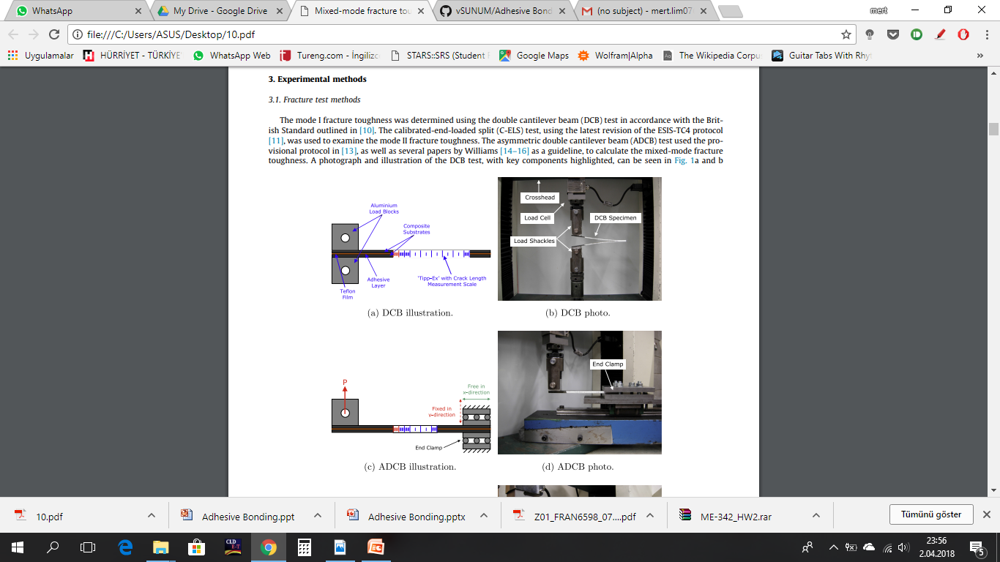 WhatsApp
My Drive - Google Drive
Mixed-mode fracture tou
vSUNUM/Adhesive Bond
(no subject) - mert.lim07
mert
file:///C:/Users/ASUS/Desktop/10.pdf
Uygulamalar
HÜRRİYET - TÜRKİYE
WhatsApp Web
Tureng.com - İngilizce
STARS::SRS (Student
Google Maps
Wolfram|Alpha
The Wikipedia Corpu
Guitar Tabs With Rhy
3. Experimental methods
3.1. Fracture test methods
The mode I fracture toughness was determined using the double cantilever beam (DCB) test in accordance with the Brit-
ish Standard outlined in [10]. The calibrated-end-loaded split (C-ELS) test, using the latest revision of the ESIS-TC4 protocol
[11], was used to examine the mode II fracture toughness. The asymmetric double cantilever beam (ADCB) test used the pro-
visional protocol in [13], as well as several papers by Williams [14–16] as a guideline, to calculate the mixed-mode fracture
toughness. A photograph and illustration of the DCB test, with key components highlighted, can be seen in Fig. 1a and b
Aluminium
Load Blocks
Composite
Substrates
Adhesive
Layer
'Tipp-Ex' with Crack Length
Measurement Scale
Teflon
Film
(a) DCB illustration.
Crosshead
Load Cell
DCB Specimen
Load Shackles
(b) DCB photo.
P
Free in
x-direction
Fixed in
y-direction
End Clamp
(c) ADCB illustration.
End Clamp
(d) ADCB photo.
10.pdf
Adhesive Bonding.ppt
Adhesive Bonding.pptx
Z01_FRAN6598_07....pdf
ME-342_HW2.rar
Tümünü göster
CLD
E-T
23:56
2.04.2018
5